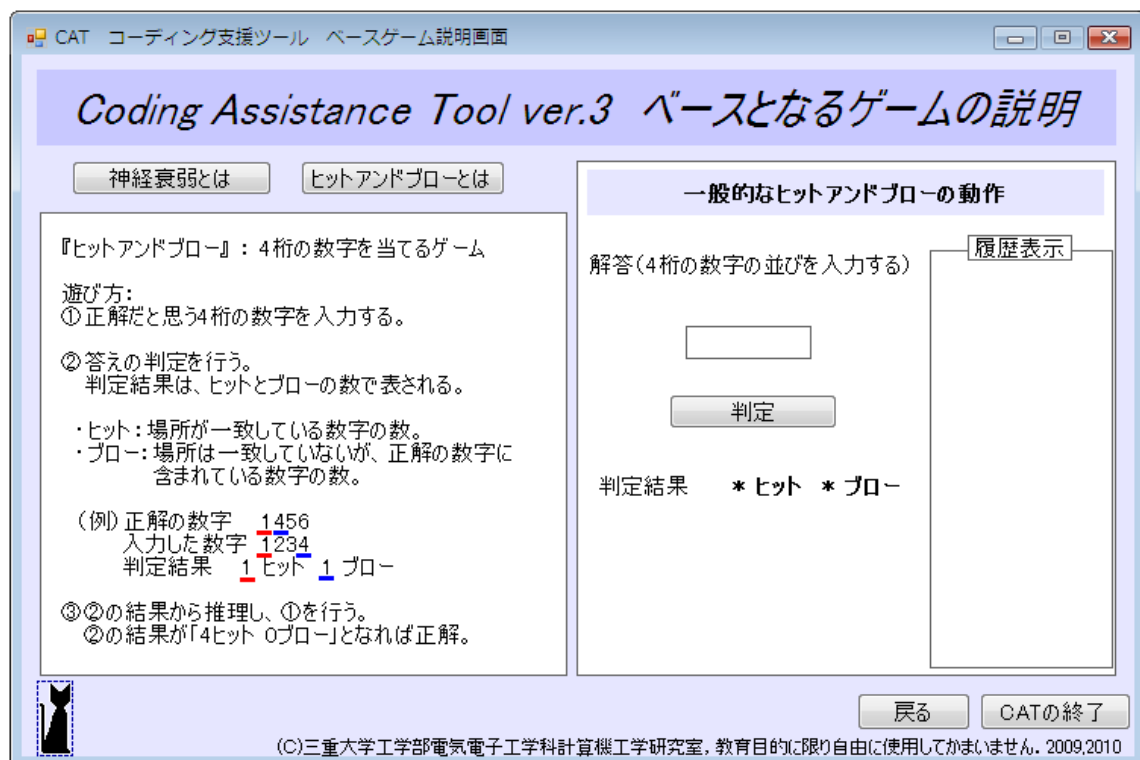 CAT コーディング支援ツール ベースゲーム説明画面
Coding Assistance Tool ver.3 ベースとなるゲームの説明
神経衰弱とは
ヒットアンドブローとは
『ヒットアンドブロー』：4桁の数字を当てるゲーム
遊び方：
①正解だと思う4桁の数字を入力する。
②答えの判定を行う。
判定結果は、ヒットとブローの数で表される。
・ヒット：場所が一致している数字の数。
・ブロー：場所は一致していないが、正解の数字に
含まれている数字の数。
（例）正解の数字 1456
入力した数字 1234
判定結果 1 ヒット 1 ブロー
③②の結果から推理し、①を行う。
②の結果が「4ヒット 0ブロー」となれば正解。
一般的なヒットアンドブローの動作
解答（4桁の数字の並びを入力する）
履歴表示
判定
判定結果 ＊ ヒット ＊ ブロー
戻る
CATの終了
(C)三重大学工学部電気電子工学科計算機工学研究室，教育目的に限り自由に使用してかまいません．2009,2010